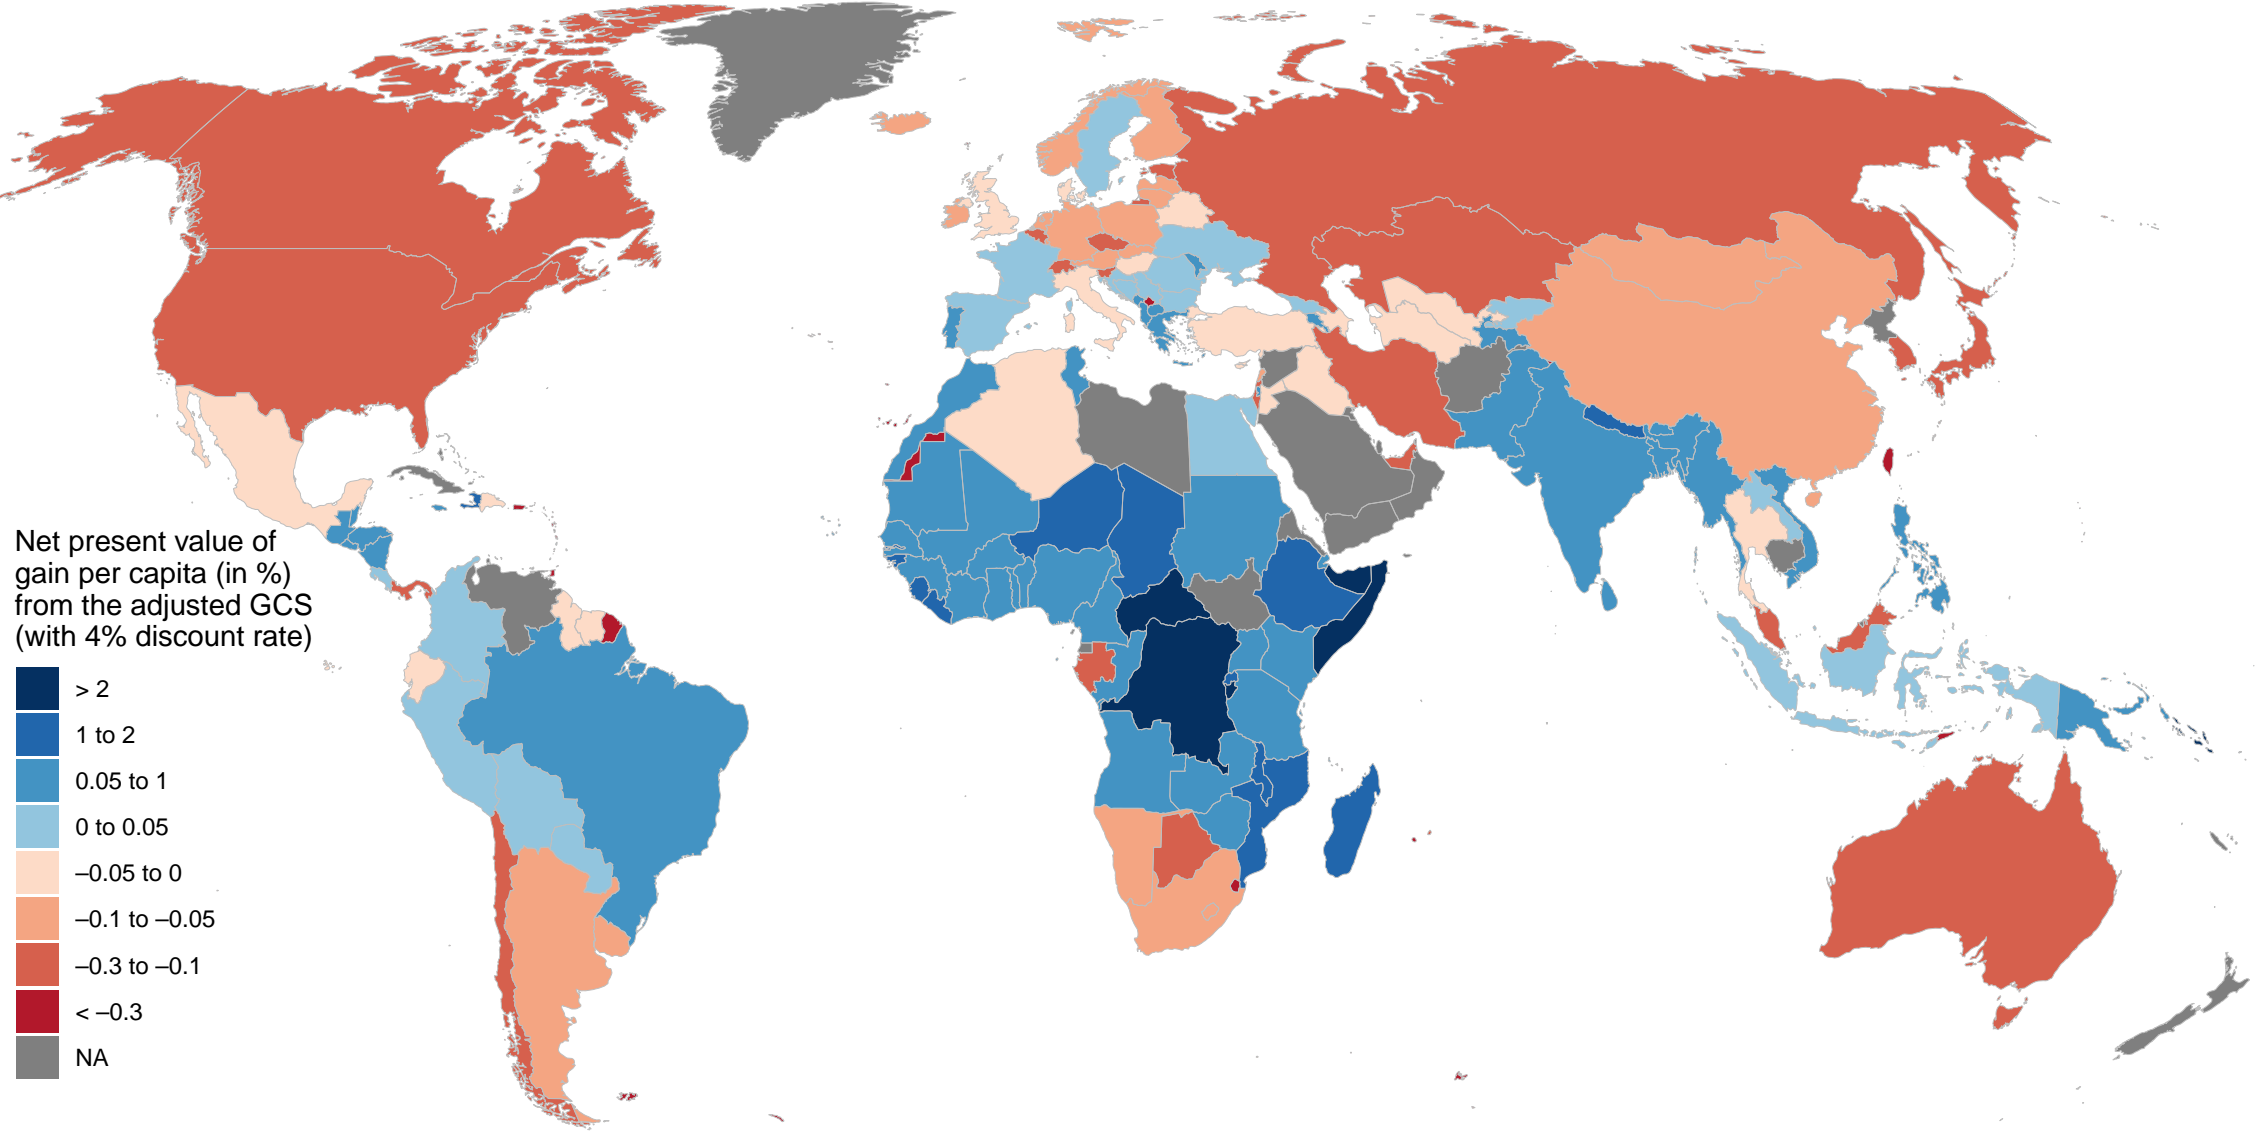 Net present value of
gain per capita (in %)
from the adjusted GCS
(with 4% discount rate)
> 2
1 to 2
0.05 to 1
0 to 0.05
–0.05 to 0
–0.1 to –0.05
–0.3 to –0.1
< –0.3
NA